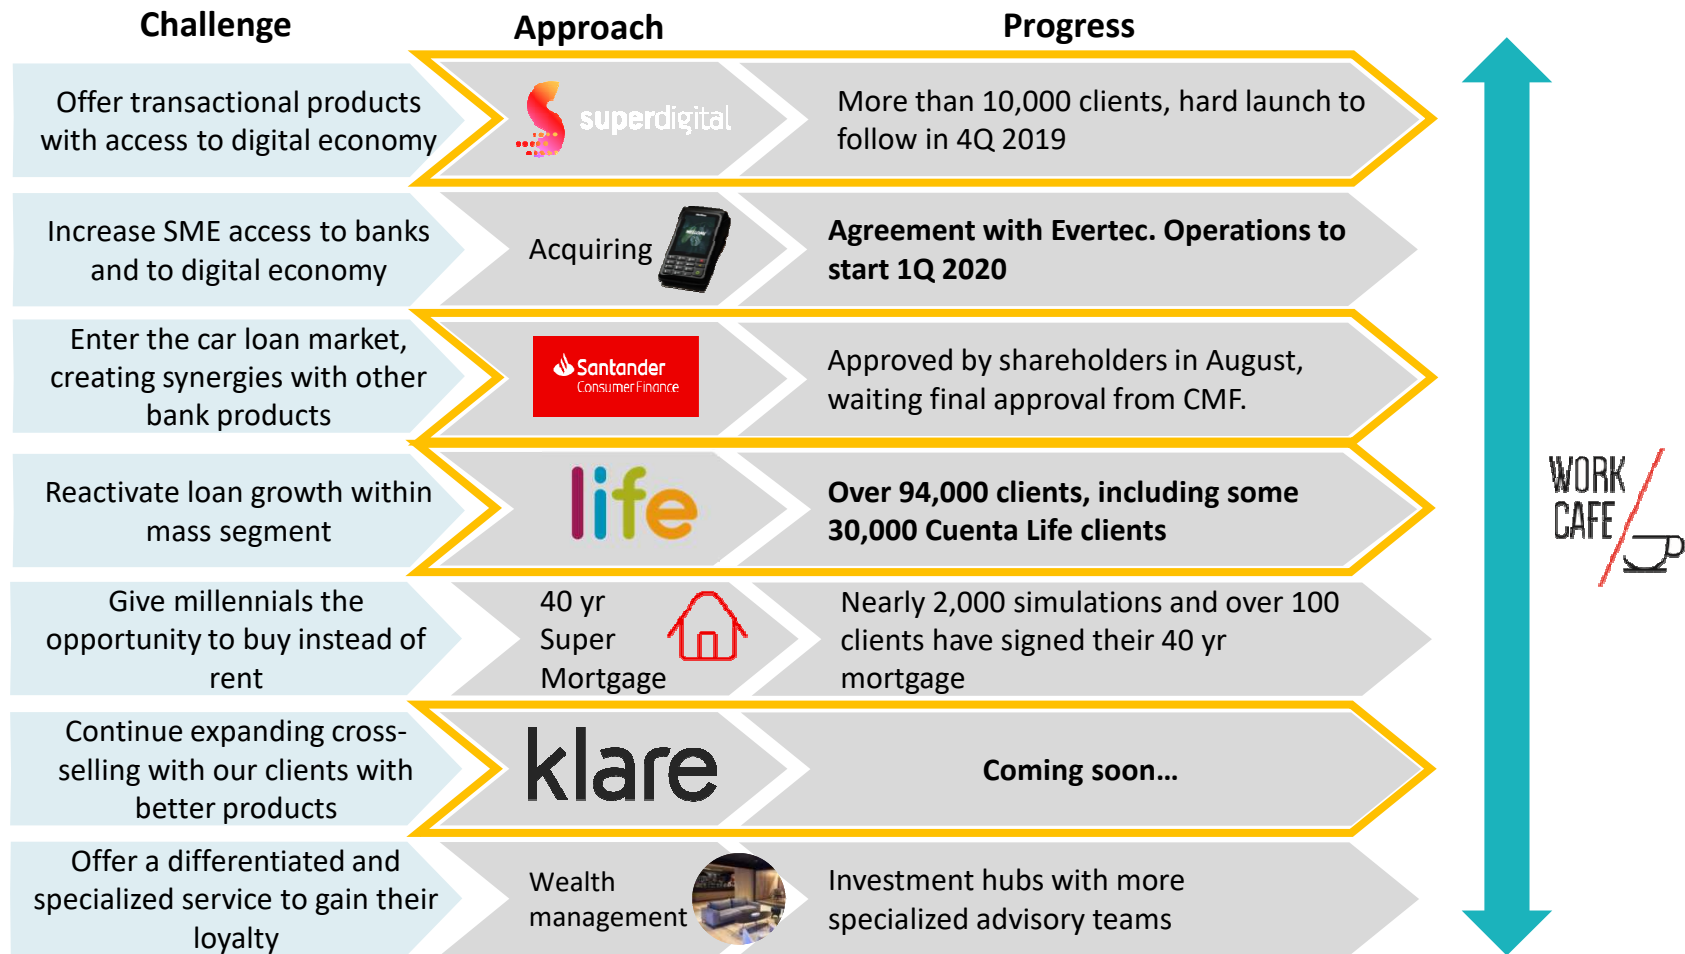 Challenge
Approach
Progress
Offer transactional products
with access to digital economy
superdigital
More than 10,000 clients, hard launch to
follow in 4Q 2019
Increase SME access to banks
and to digital economy
Acquiring
Agreement with Evertec. Operations to
start 1Q 2020
Enter the car loan market,
creating synergies with other
bank products
Santander
Consumer Finance
Approved by shareholders in August,
waiting final approval from CMF.
Reactivate loan growth within
mass segment
life
Over 94,000 clients, including some
30,000 Cuenta Life clients
Give millennials the
opportunity to buy instead of
rent
40 yr
Super
Mortgage
Nearly 2,000 simulations and over 100
clients have signed their 40 yr
mortgage
Continue expanding cross-
selling with our clients with
better products
klare
Coming soon…
Offer a differentiated and
specialized service to gain their
loyalty
Wealth
management
Investment hubs with more
specialized advisory teams
WORK
CAFE